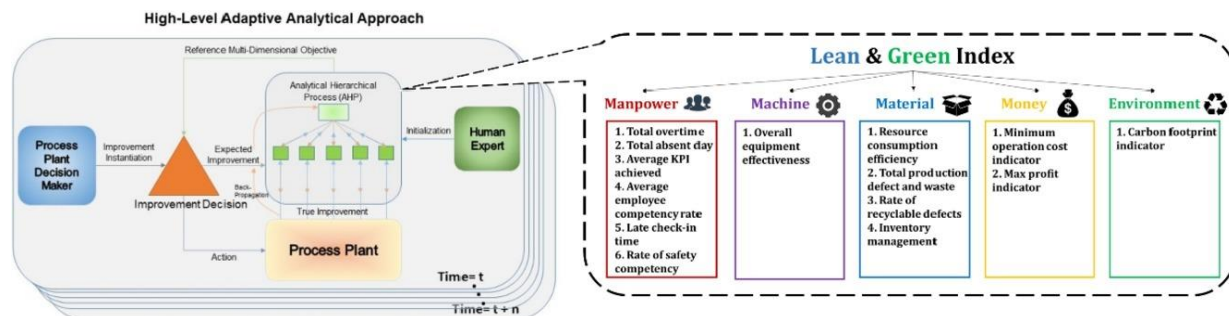 High-Level Adaptive Analytical Approach
Reference Multi-Dimensional Objective
Analytical Hierarchical
Process (AHP)
Process Plant
Decision
Maker
Improvement
Instantiation
Expected
Improvement
Initialization
Human
Expert
Back-
Propagation
Improvement Decision
True Improvement
Process Plant
Action
Time= t
Time= t + n
Lean & Green Index
Manpower
1. Total overtime
2. Total absent day
3. Average KPI
achieved
4. Average
employee
competency rate
5. Late check-in
time
6. Rate of safety
competency
Machine
1. Overall
equipment
effectiveness
Material
1. Resource
consumption
efficiency
2. Total production
defect and waste
3. Rate of
recyclable defects
4. Inventory
management
Money
$
1. Minimum
operation cost
indicator
2. Max profit
indicator
Environment
1. Carbon footprint
indicator